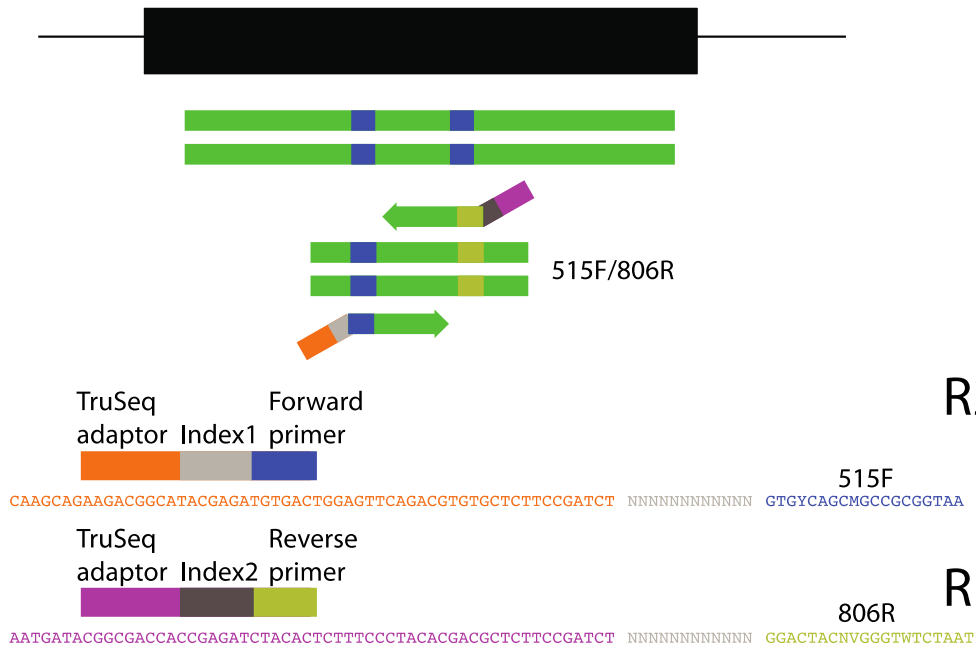 515F/806R
TruSeq Forward
adaptor Index1 primer
R.
515F
CAAGCAGAAGACGGCATACGAGATGTGACTGGAGTTCAGACGTGTGCTCTTCCGATCT NNNNNNNNNNNN GTGYCAGCMGCCGCGGTAA
TruSeq Reverse
adaptor Index2 primer
R
806R
AATGATACGGCGACCACCGAGATCTACACTCTTTCCCTACACGACGCTCTTCCGATCT NNNNNNNNNNNN GGACTACNVGGGTWTCTAAT